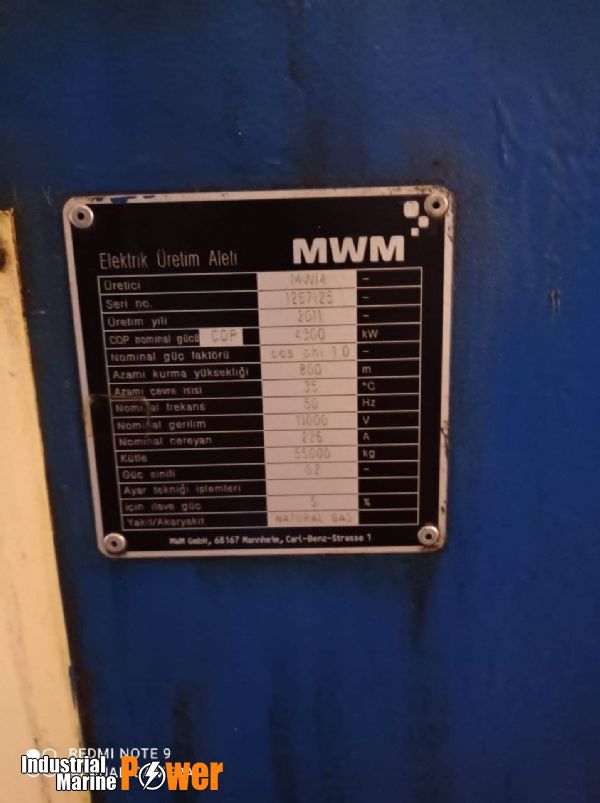 Elektrik Üretim Aleti MWM
Üretici MWM -
Seri no. -
Üretim yılı 2011 -
COP nominal gücü COP 4300 kW
Nominal güç faktörü cos phi 1.0 -
Azami kurma yüksekliği 800 m
Azami çevre ısısı 35 °C
Nominal frekans 50 Hz
Nominal gerilim 11000 V
Nominal cereyan 226 A
Kütle 55000 kg
Güç sınıfı G2 -
Ayar tekniği işlemleri
için ilave güç 5 %
Yakıt/Akaryakıt NATURAL GAS
MWM GmbH, 68167 Mannheim, Carl-Benz-Strasse 1
REDMI NOTE 9
Industrial
Marine Power